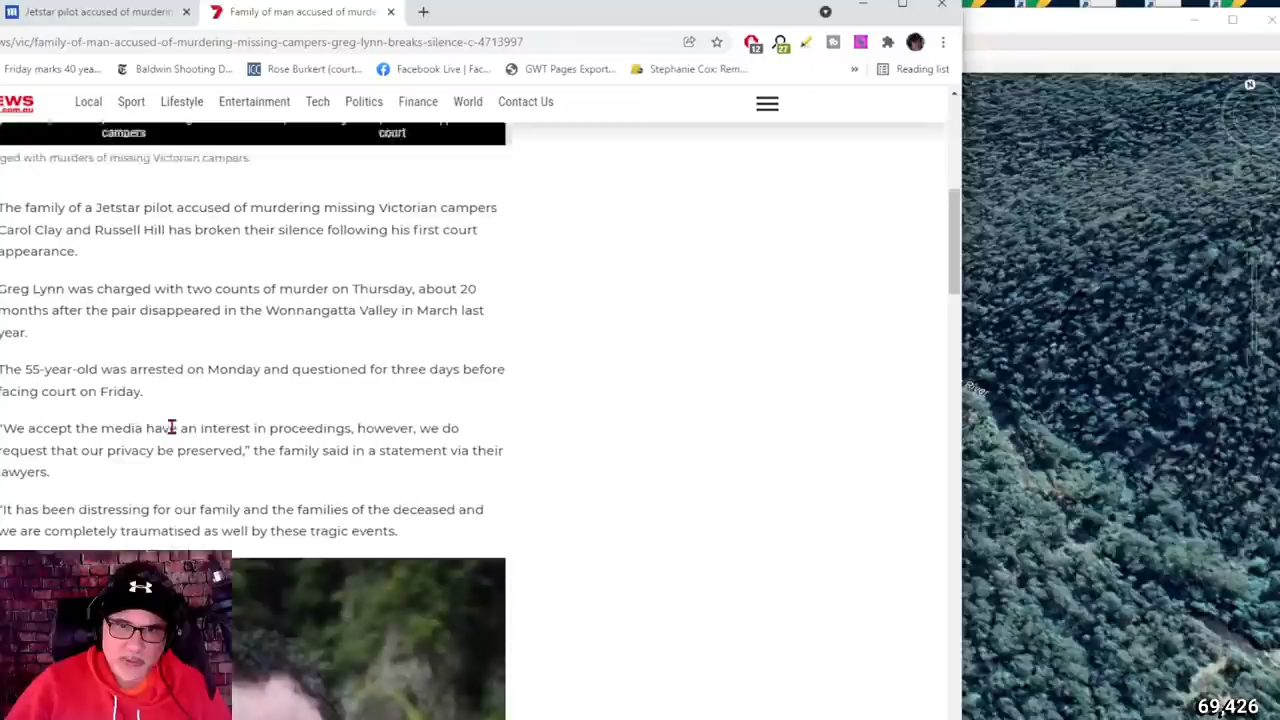 Jetstar pilot accused of murderin
Family of man accused of murde
ws/vic/family-of-man-accused-of-murdering-missing-campers-greg-lynn-breaks-silence-c-4713997
12
27
Friday marks 40 yea...
Baldwin Shooting D...
Rose Burkert (court...
Facebook Live | Fac...
GWT Pages Export...
Stephanie Cox: Rem...
»
Reading list
EWS
.com.au
Local
Sport
Lifestyle
Entertainment
Tech
Politics
Finance
World
Contact Us
campers
court
ged with murders of missing Victorian campers.
The family of a Jetstar pilot accused of murdering missing Victorian campers
Carol Clay and Russell Hill has broken their silence following his first court
appearance.
Greg Lynn was charged with two counts of murder on Thursday, about 20
months after the pair disappeared in the Wonnangatta Valley in March last
year.
The 55-year-old was arrested on Monday and questioned for three days before
facing court on Friday.
“We accept the media have an interest in proceedings, however, we do
request that our privacy be preserved,” the family said in a statement via their
lawyers.
“It has been distressing for our family and the families of the deceased and
we are completely traumatised as well by these tragic events.
River
N
69,426